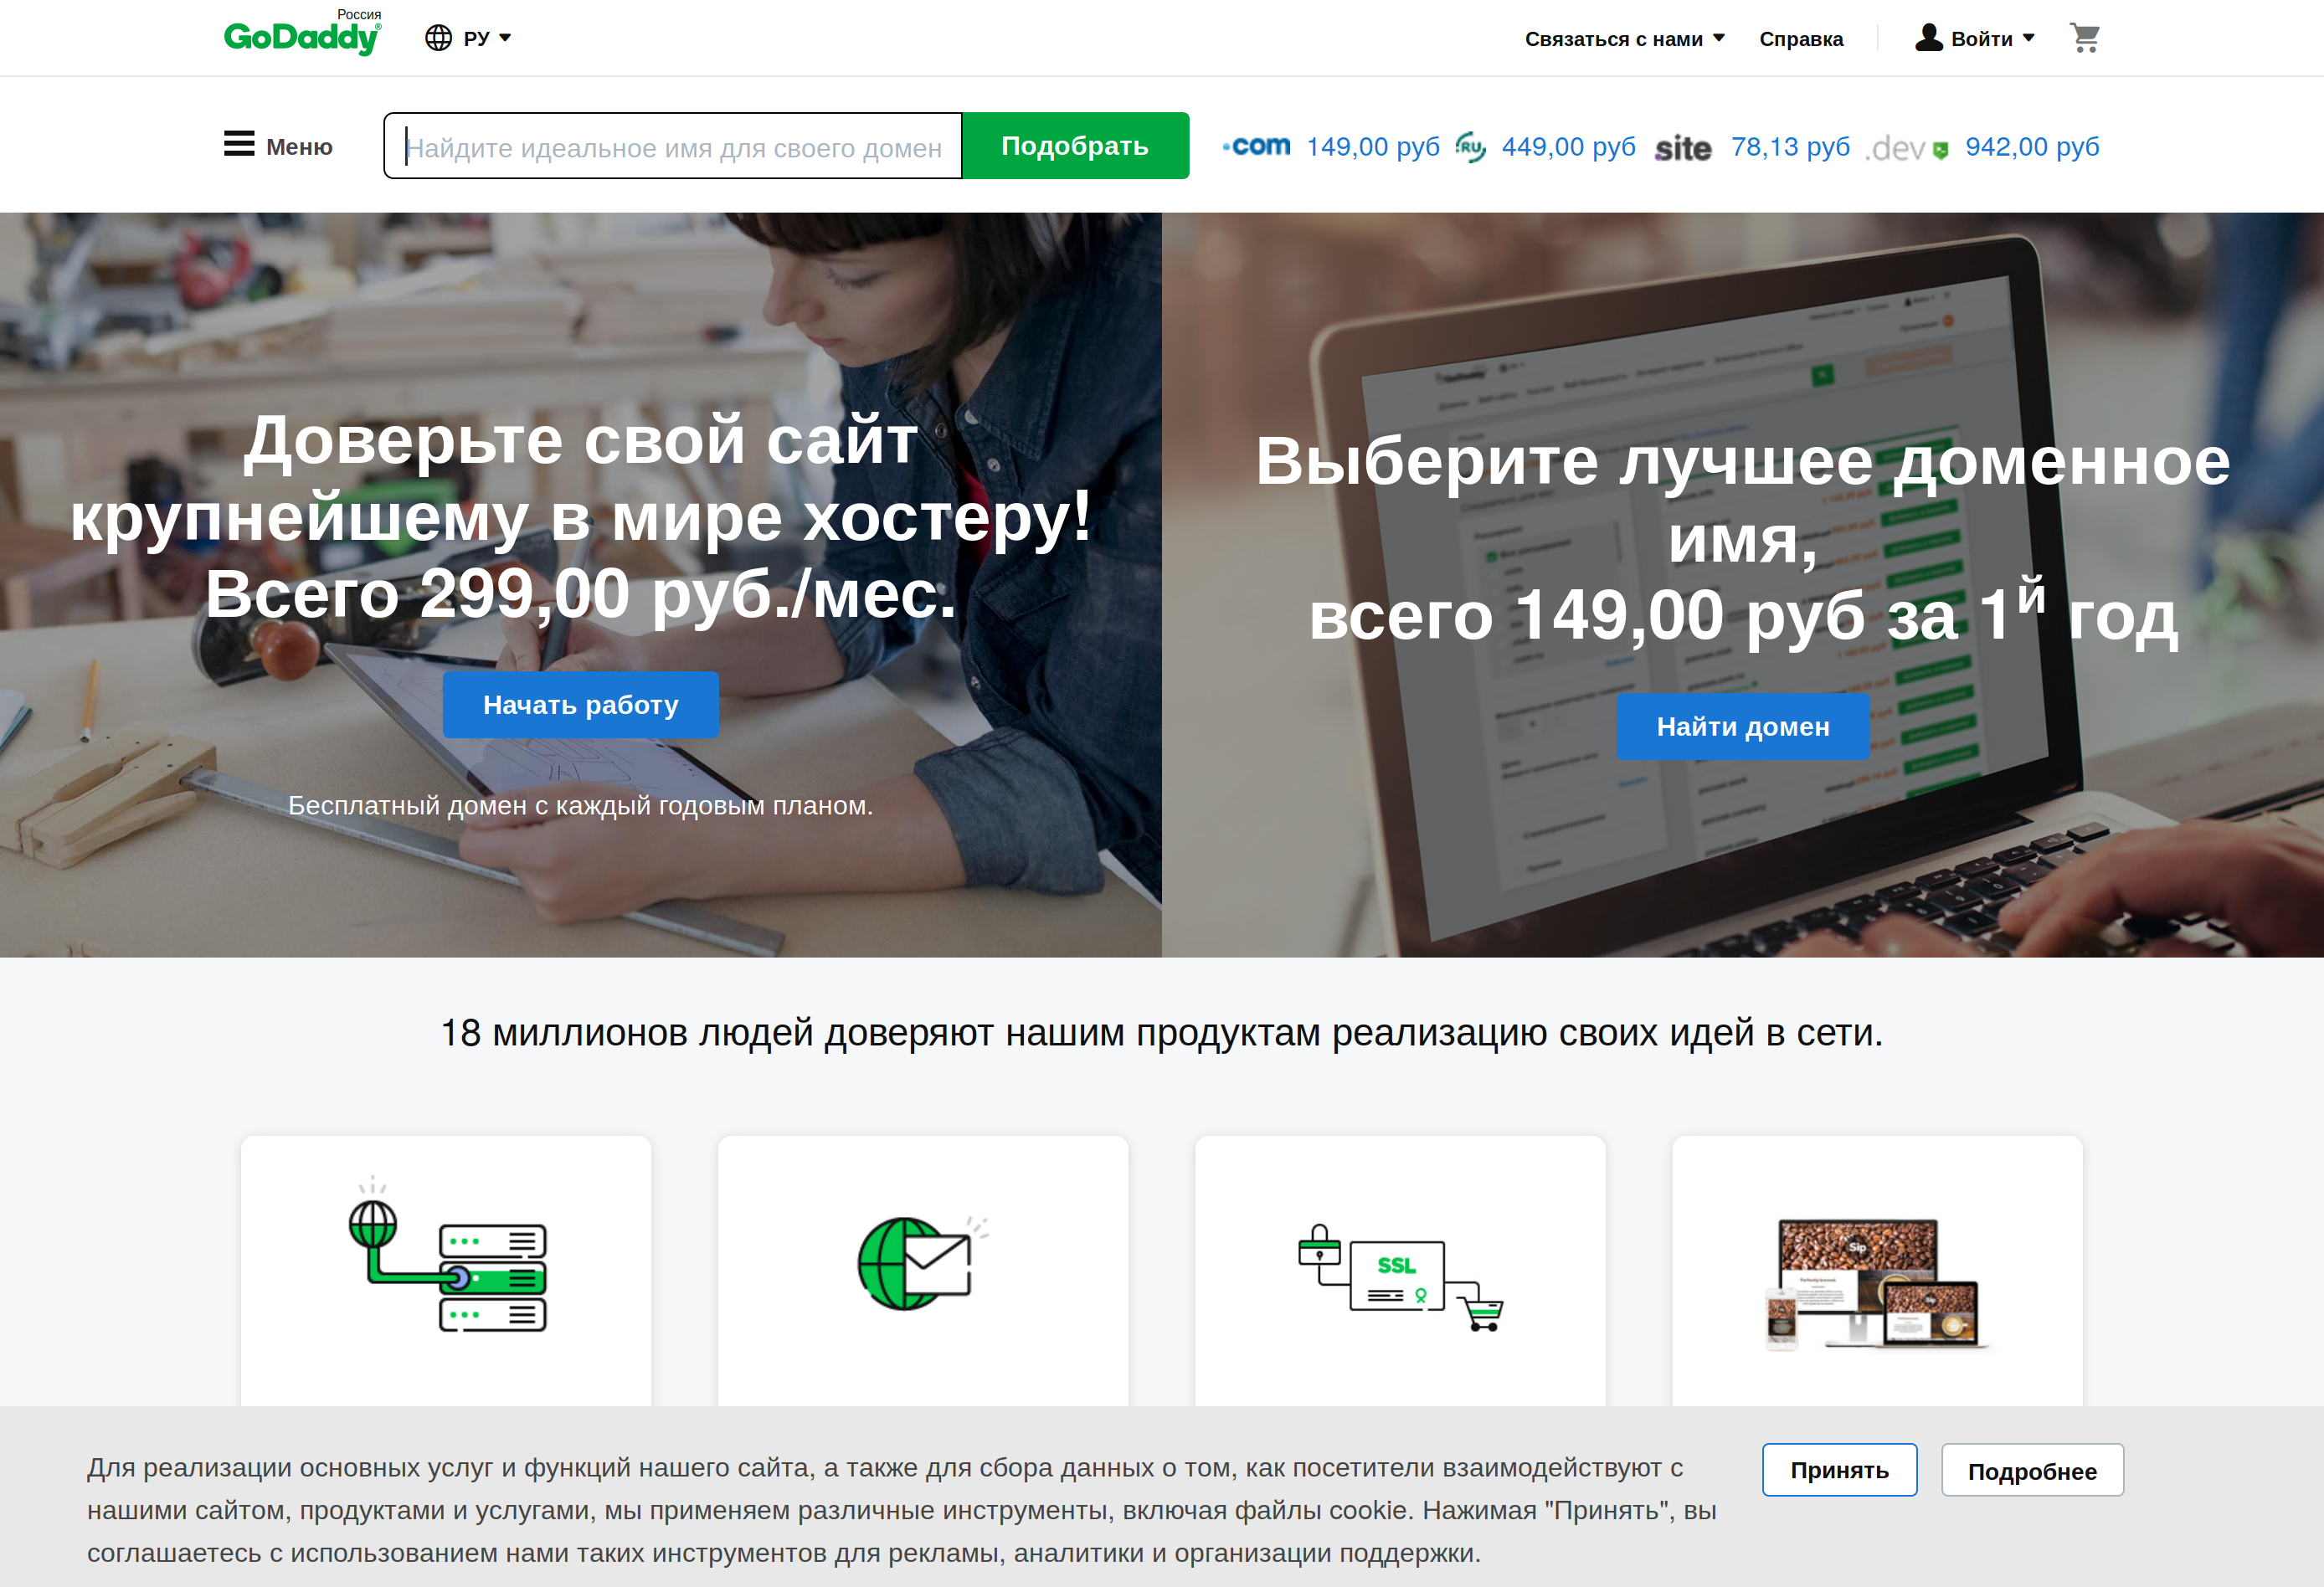 Россия
GoDaddy®
РУ
Связаться с нами
Справка
Войти
Меню
Найдите идеальное имя для своего домен
Подобрать
.com 149,00 руб
RU 449,00 руб
.site 78,13 руб
.dev 942,00 руб
Доверьте свой сайт
крупнейшему в мире хостеру!
Всего 299,00 руб./мес.
Начать работу
Бесплатный домен с каждый годовым планом.
Выберите лучшее доменное
имя,
всего 149,00 руб за 1й год
Найти домен
18 миллионов людей доверяют нашим продуктам реализацию своих идей в сети.
SSL
Sip
Для реализации основных услуг и функций нашего сайта, а также для сбора данных о том, как посетители взаимодействуют с
нашими сайтом, продуктами и услугами, мы применяем различные инструменты, включая файлы cookie. Нажимая "Принять", вы
соглашаетесь с использованием нами таких инструментов для рекламы, аналитики и организации поддержки.
Принять
Подробнее